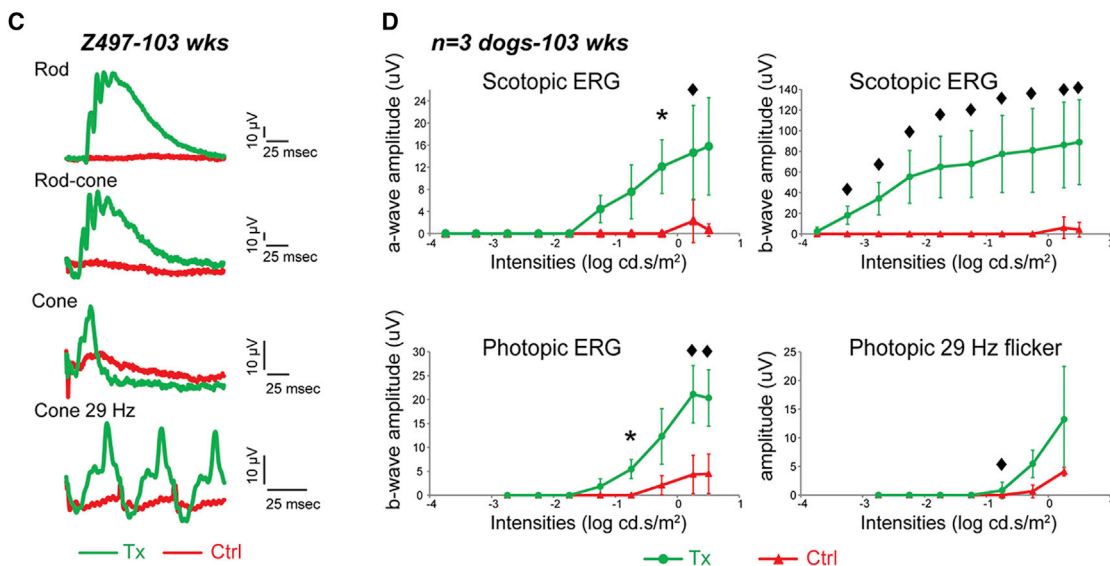 C
Z497-103 wks
Rod
10 µV
25 msec
Rod-cone
10 µV
25 msec
Cone
10 µV
25 msec
Cone 29 Hz
10 µV
25 msec
Tx Ctrl
D
n=3 dogs-103 wks
Scotopic ERG
a-wave amplitude (uV)
24
20
16
12
8
4
0
*
-4 -3 -2 -1 0 1
Intensities (log cd.s/m²)
Scotopic ERG
b-wave amplitude (uV)
140
120
100
80
60
40
20
0
-4 -3 -2 -1 0 1
Intensities (log cd.s/m²)
Photopic ERG
b-wave amplitude (uV)
30
25
20
15
10
5
0
*
-4 -3 -2 -1 0 1
Intensities (log cd.s/m²)
Photopic 29 Hz flicker
amplitude (uV)
25
20
15
10
5
0
-4 -3 -2 -1 0 1
Intensities (log cd.s/m²)
Tx Ctrl